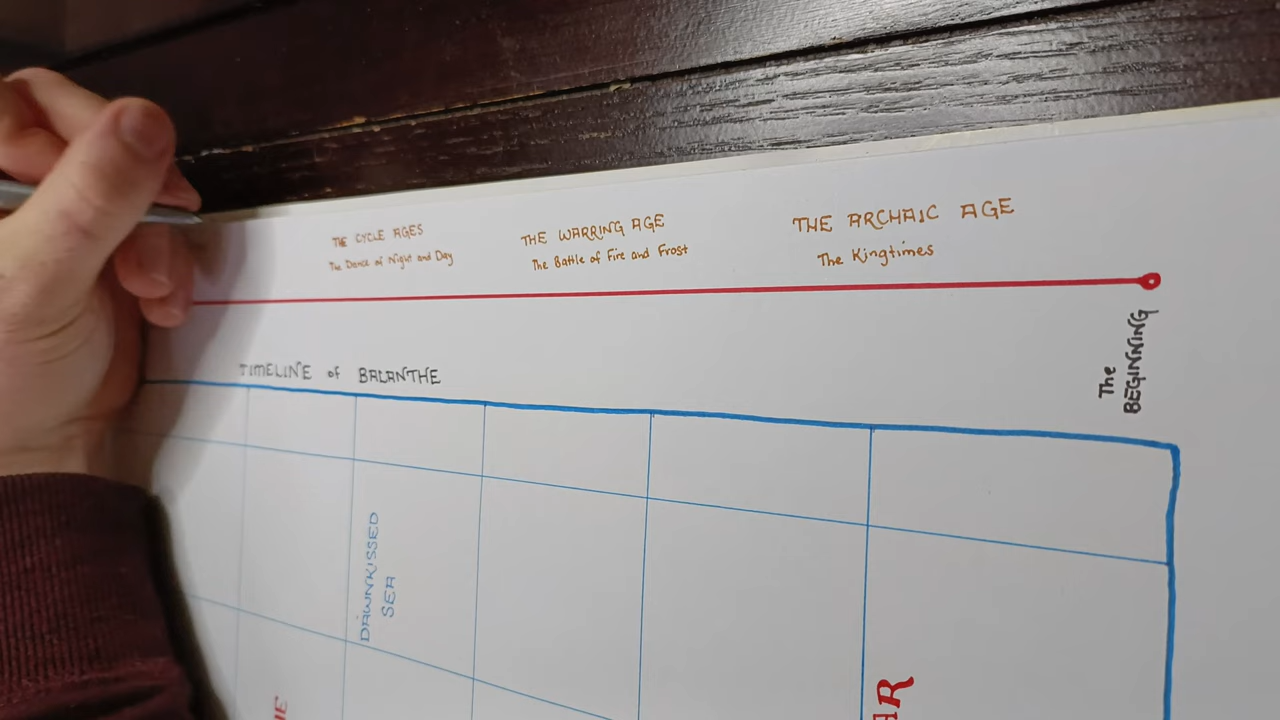 THE CYCLE AGES
The Dance of Night and Day
THE WARRING AGE
The Battle of Fire and Frost
THE ARCHAIC AGE
The Kingtimes
The
BEGINNING
TIMELINE of BALANTHE
DAWNKISSED
SEA